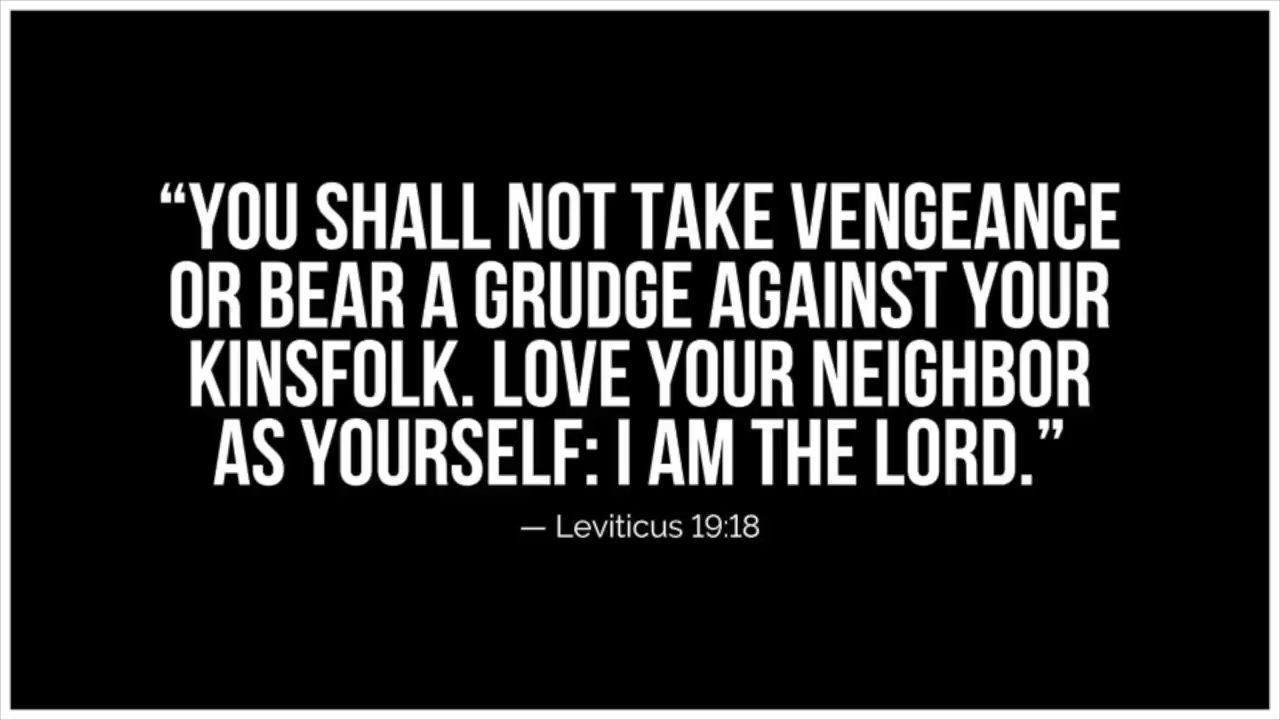 “YOU SHALL NOT TAKE VENGEANCE
OR BEAR A GRUDGE AGAINST YOUR
KINSFOLK. LOVE YOUR NEIGHBOR
AS YOURSELF: I AM THE LORD.”
— Leviticus 19:18